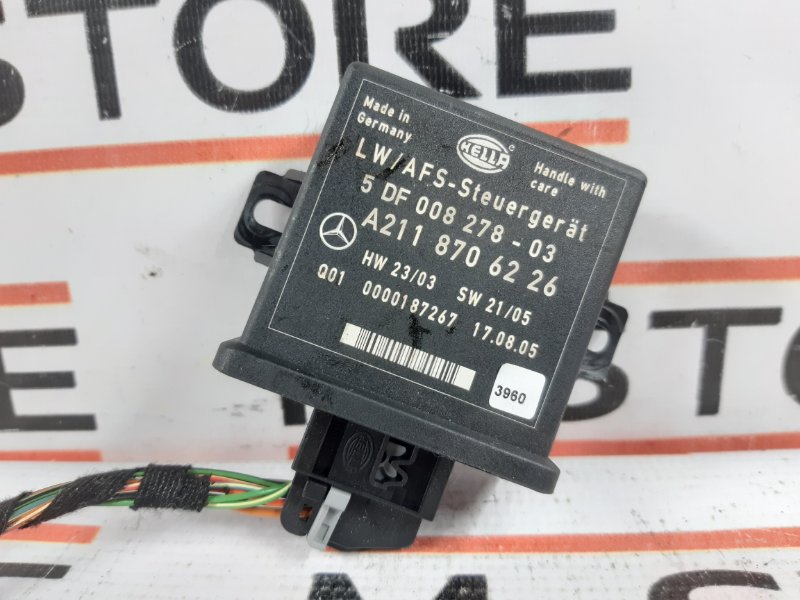 STORE
Made in
Germany
HELLA
Handle with
care
LW/AFS-Steuergerät
5 DF 008 278 - 03
A211 870 62 26
HW 23/03 SW 21/05
Q01 0000187267 17.08.05
3960
STORE